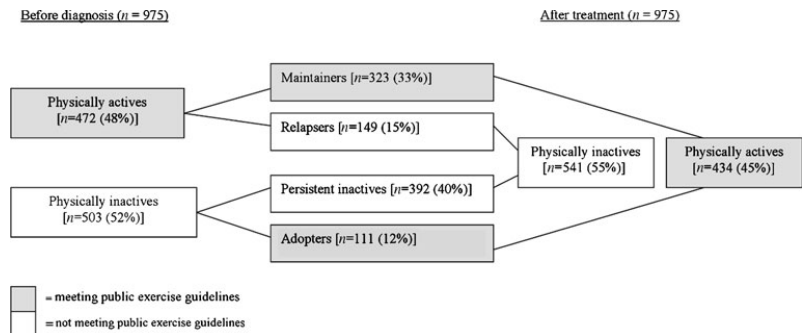 Before diagnosis (n = 975)
After treatment (n = 975)
Maintainers [n=323 (33%)]
Physically actives
[n=472 (48%)]
Relapsers [n=149 (15%)]
Physically inactives
[n=541 (55%)]
Physically actives
[n=434 (45%)]
Persistent inactives [n=392 (40%)]
Physically inactives
[n=503 (52%)]
Adopters [n=111 (12%)]
= meeting public exercise guidelines
= not meeting public exercise guidelines